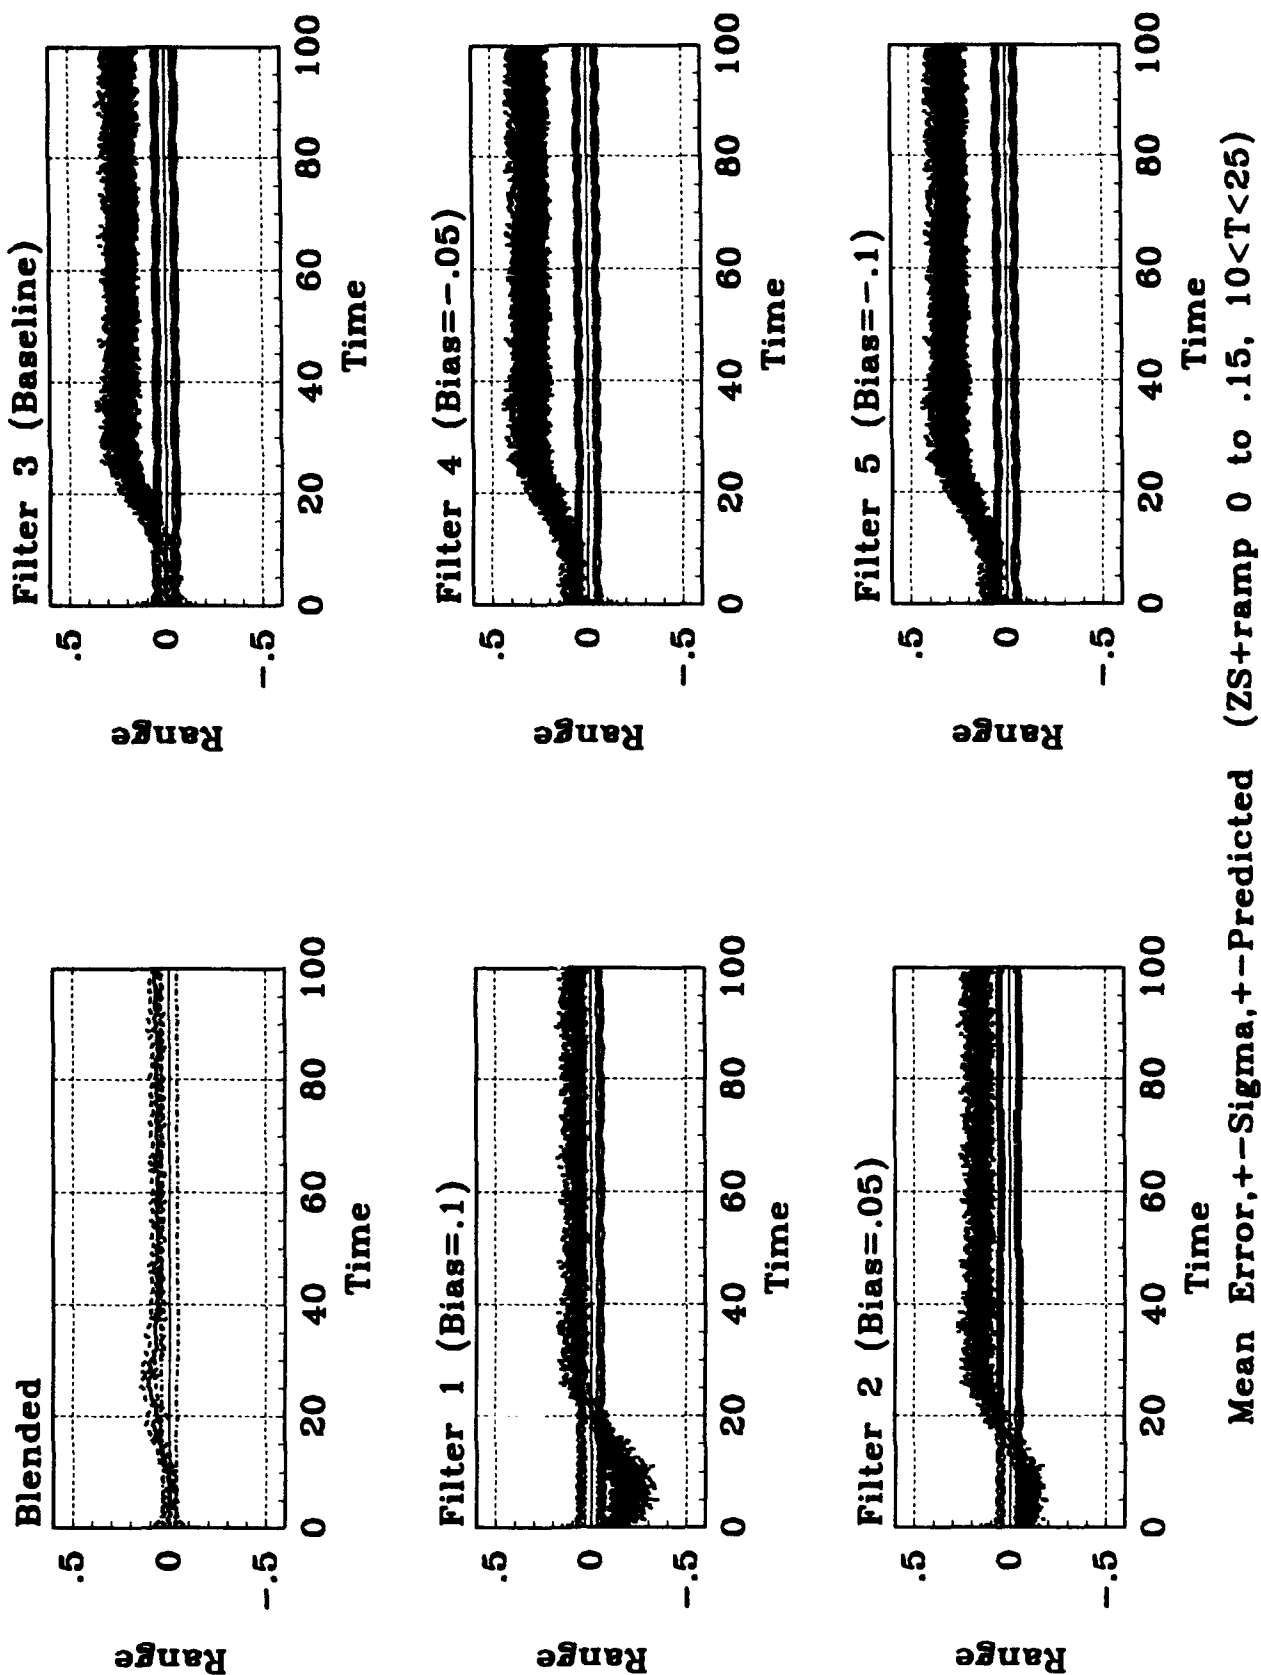 Blended
Range
.5
0
-.5
0 20 40 60 80 100
Time
Filter 3 (Baseline)
Range
.5
0
-.5
0 20 40 60 80 100
Time
Filter 1 (Bias=.1)
Range
.5
0
-.5
0 20 40 60 80 100
Time
Filter 4 (Bias=-.05)
Range
.5
0
-.5
0 20 40 60 80 100
Time
Filter 2 (Bias=.05)
Range
.5
0
-.5
0 20 40 60 80 100
Time
Filter 5 (Bias=-.1)
Range
.5
0
-.5
0 20 40 60 80 100
Time
Mean Error,+-Sigma,+-Predicted (ZS+ramp 0 to .15, 10<T<25)